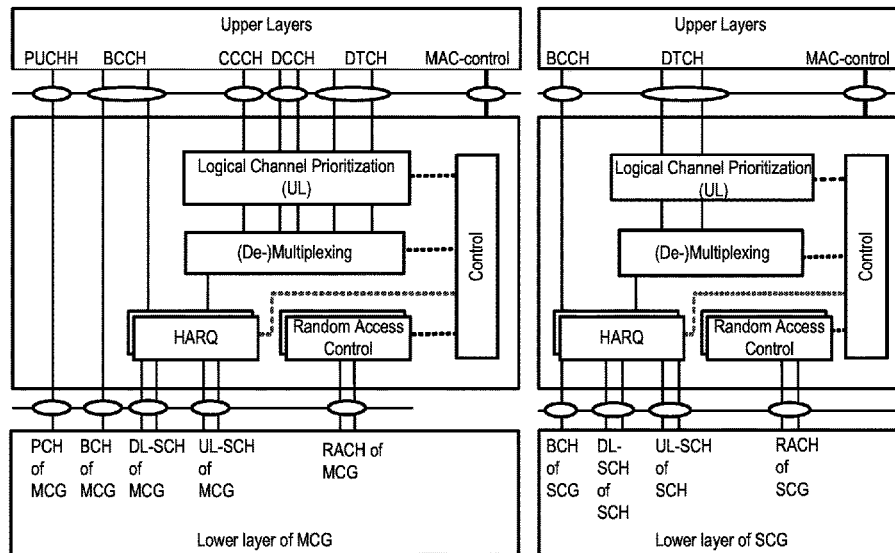 Upper Layers
PUCHH BCCH CCCH DCCH DTCH MAC-control
Logical Channel Prioritization
(UL)
(De-)Multiplexing
Control
HARQ
Random Access
Control
PCH
of
MCG
BCH
of
MCG
DL-SCH
of
MCG
UL-SCH
of
MCG
RACH of
MCG
Lower layer of MCG
Upper Layers
BCCH DTCH MAC-control
Logical Channel Prioritization
(UL)
(De-)Multiplexing
Control
HARQ
Random Access
Control
BCH
of
SCG
DL-
SCH
of
SCH
UL-SCH
of
SCH
RACH
of
SCG
Lower layer of SCG